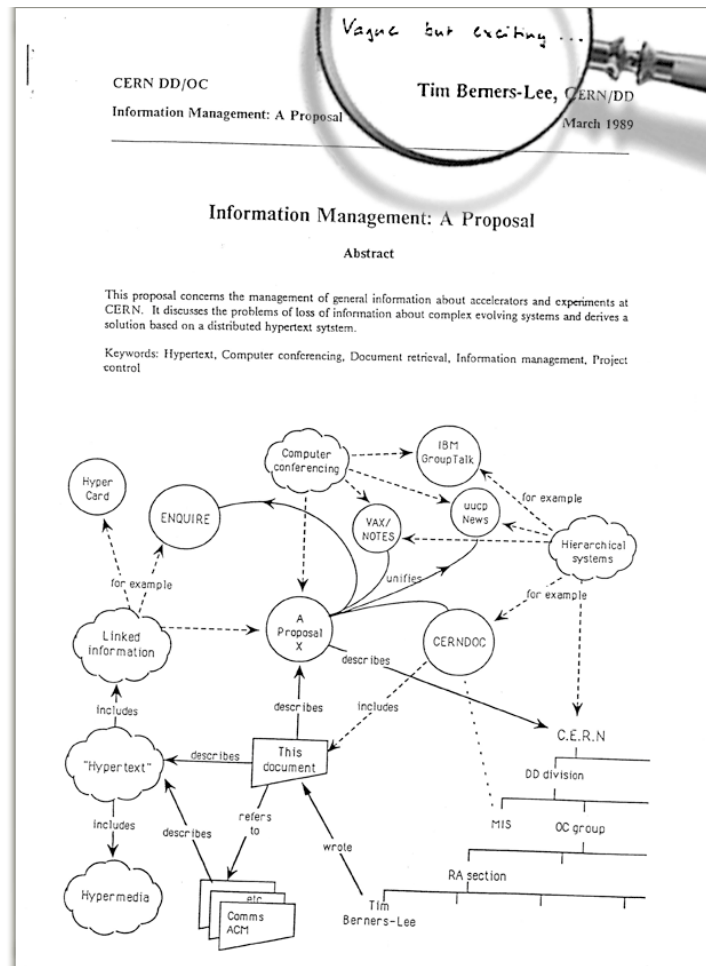 Vague but exciting ...
CERN DD/OC
Tim Berners-Lee, CERN/DD
Information Management: A Proposal
March 1989
Information Management: A Proposal
Abstract
This proposal concerns the management of general information about accelerators and experiments at
CERN. It discusses the problems of loss of information about complex evolving systems and derives a
solution based on a distributed hypertext sytstem.
Keywords: Hypertext, Computer conferencing, Document retrieval, Information management, Project
control
Computer
conferencing
IBM
GroupTalk
Hyper
Card
ENQUIRE
VAX/
NOTES
uucp
News
for example
Hierarchical
systems
for example
unifies
for example
Linked
information
A
Proposal
X
CERNDOC
describes
includes
describes
includes
C.E.R.N
"Hypertext"
describes
This
document
DD division
includes
describes
refers
to
wrote
MIS
OC group
RA section
Hypermedia
etc
Comms
ACM
Tim
Berners-Lee